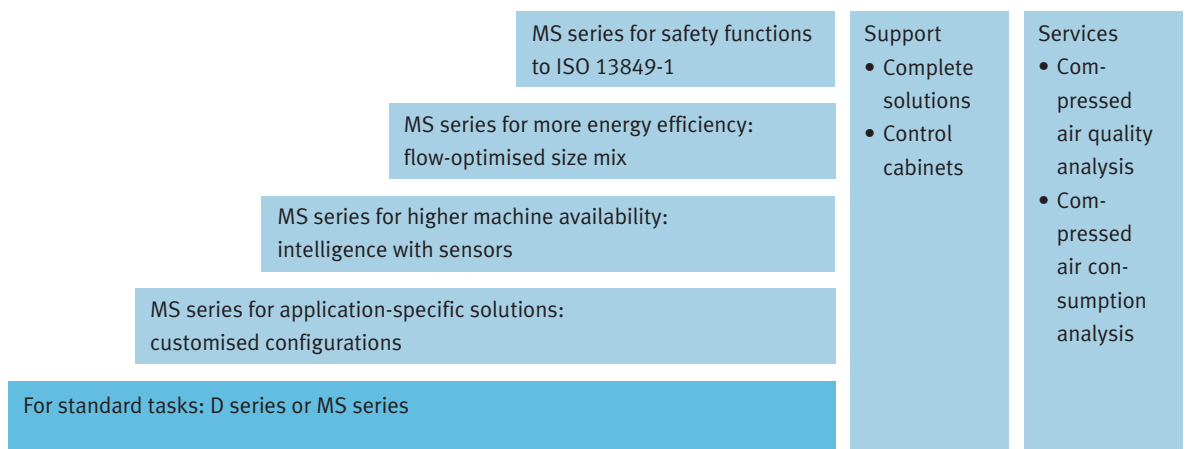 MS series for safety functions
to ISO 13849-1
MS series for more energy efficiency:
flow-optimised size mix
MS series for higher machine availability:
intelligence with sensors
MS series for application-specific solutions:
customised configurations
For standard tasks: D series or MS series
Support
• Complete
solutions
• Control
cabinets
Services
• Com-
pressed
air quality
analysis
• Com-
pressed
air con-
sumption
analysis